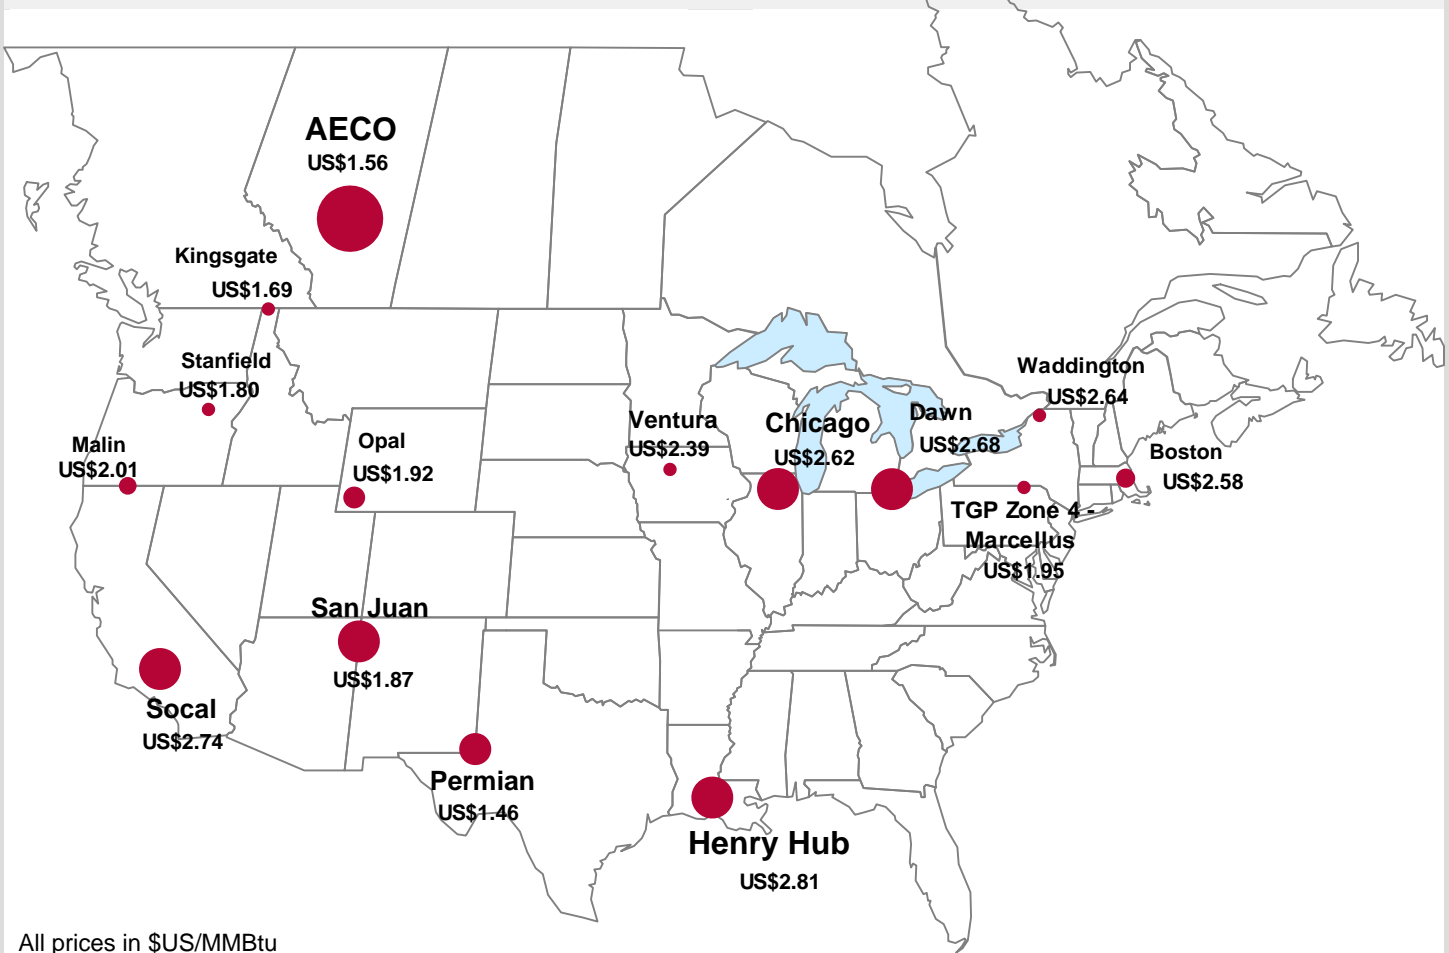 AECO
US$1.56
Kingsgate
US$1.69
Stanfield
US$1.80
Malin
US$2.01
Opal
US$1.92
Ventura
US$2.39
Chicago
US$2.62
Dawn
US$2.68
Waddington
US$2.64
Boston
US$2.58
TGP Zone 4 -
Marcellus
US$1.95
San Juan
US$1.87
Socal
US$2.74
Permian
US$1.46
Henry Hub
US$2.81
All prices in $US/MMBtu